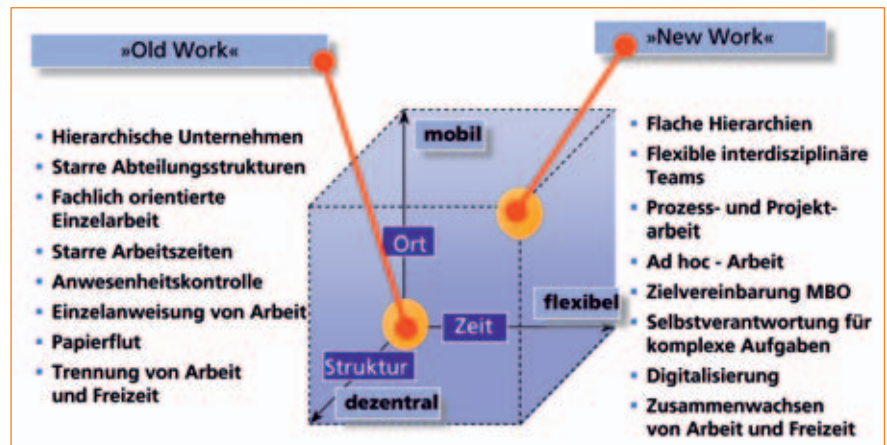 »Old Work«
• Hierarchische Unternehmen
• Starre Abteilungsstrukturen
• Fachlich orientierte
Einzelarbeit
• Starre Arbeitszeiten
• Anwesenheitskontrolle
• Einzelanweisung von Arbeit
• Papierflut
• Trennung von Arbeit
und Freizeit
mobil
Ort
Zeit
flexibel
Struktur
dezentral
»New Work«
• Flache Hierarchien
• Flexible interdisziplinäre
Teams
• Prozess- und Projekt-
arbeit
• Ad hoc - Arbeit
• Zielvereinbarung MBO
• Selbstverantwortung für
komplexe Aufgaben
• Digitalisierung
• Zusammenwachsen
von Arbeit und Freizeit